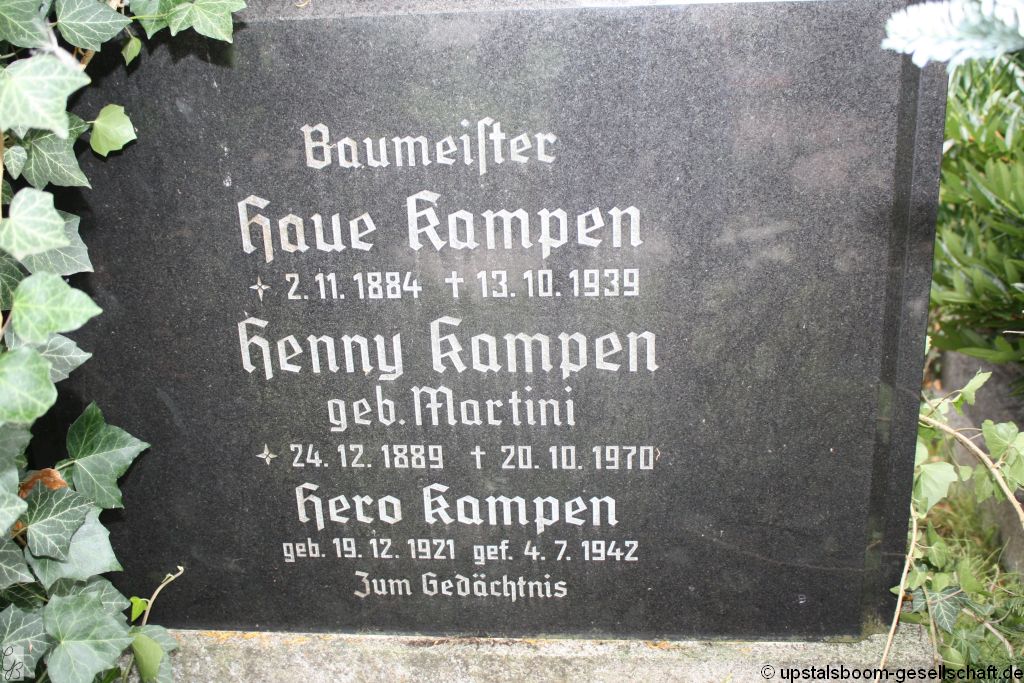 Baumeister
Haue Kampen
2. 11. 1884 † 13. 10. 1939
Henny Kampen
geb. Martini
24. 12. 1889 † 20. 10. 1970
Hero Kampen
geb. 19. 12. 1921 gef. 4. 7. 1942
Zum Gedächtnis
© upstalsboom-gesellschaft.de